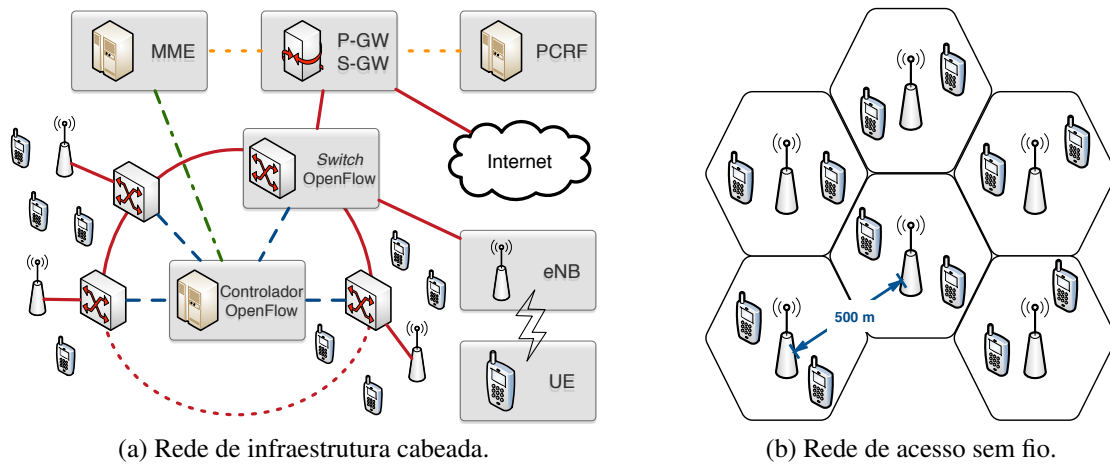 MME
P-GW
S-GW
PCRF
Switch
OpenFlow
Internet
Controlador
OpenFlow
eNB
UE
500 m
(a) Rede de infraestrutura cabeada.
(b) Rede de acesso sem fio.